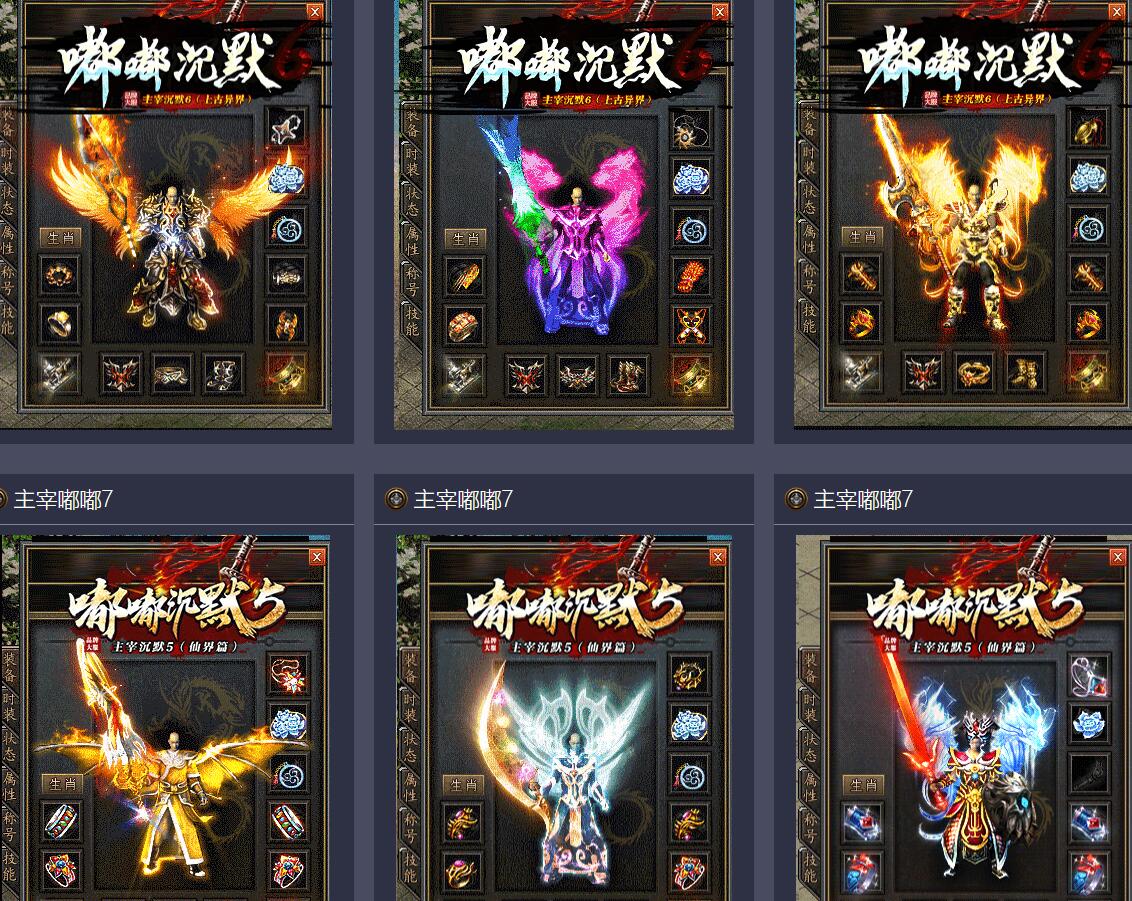 嘟嘟沉默6
品牌大服 主宰沉默6（上古异界）
装备
时装
状态
属性
称号
技能
生肖
嘟嘟沉默6
品牌大服 主宰沉默6（上古异界）
装备
时装
状态
属性
称号
技能
生肖
嘟嘟沉默6
品牌大服 主宰沉默6（上古异界）
装备
时装
状态
属性
称号
技能
生肖
主宰嘟嘟7
主宰嘟嘟7
主宰嘟嘟7
嘟嘟沉默5
品牌大服 主宰沉默5（仙界篇）
装备
时装
状态
属性
称号
技能
生肖
嘟嘟沉默5
品牌大服 主宰沉默5（仙界篇）
装备
时装
状态
属性
称号
技能
生肖
嘟嘟沉默5
品牌大服 主宰沉默5（仙界篇）
装备
时装
状态
属性
称号
技能
生肖